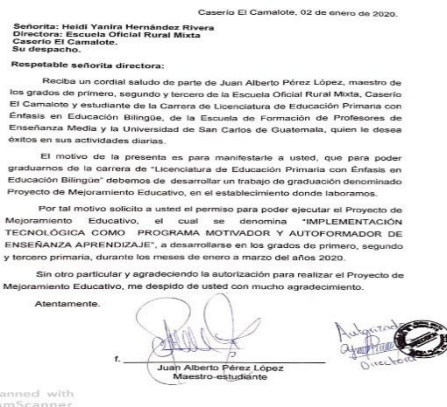 Caserío El Camalote, 02 de enero de 2020.
Señorita: Heidi Yanira Hernández Rivera
Directora: Escuela Oficial Rural Mixta
Caserío El Camalote.
Su despacho.
Respetable señorita directora:
Reciba un cordial saludo de parte de Juan Alberto Pérez López, maestro de
los grados de primero, segundo y tercero de la Escuela Oficial Rural Mixta, Caserío
El Camalote y estudiante de la Carrera de Licenciatura de Educación Primaria con
Énfasis en Educación Bilingüe, de la Escuela de Formación de Profesores de
Enseñanza Media y la Universidad de San Carlos de Guatemala, quien le desea
éxitos en sus actividades diarias.
El motivo de la presente es para manifestarle a usted, que para poder
graduarnos de la carrera de "Licenciatura de Educación Primaria con Énfasis en
Educación Bilingüe" debemos de desarrollar un trabajo de graduación denominado
Proyecto de Mejoramiento Educativo, en el establecimiento donde laboramos.
Por tal motivo solicito a usted el permiso para poder ejecutar el Proyecto de
Mejoramiento Educativo, el cual se denomina "IMPLEMENTACIÓN
TECNOLÓGICA COMO PROGRAMA MOTIVADOR Y AUTOFORMADOR DE
ENSEÑANZA APRENDIZAJE", a desarrollarse en los grados de primero, segundo
y tercero primaria, durante los meses de enero a marzo del años 2020.
Sin otro particular y agradeciendo la autorización para realizar el Proyecto de
Mejoramiento Educativo, me despido de usted con mucho agradecimiento.
Atentamente.
Autorizado
f.
Directora
Juan Alberto Pérez López
Maestro-estudiante
anned with
mScanner